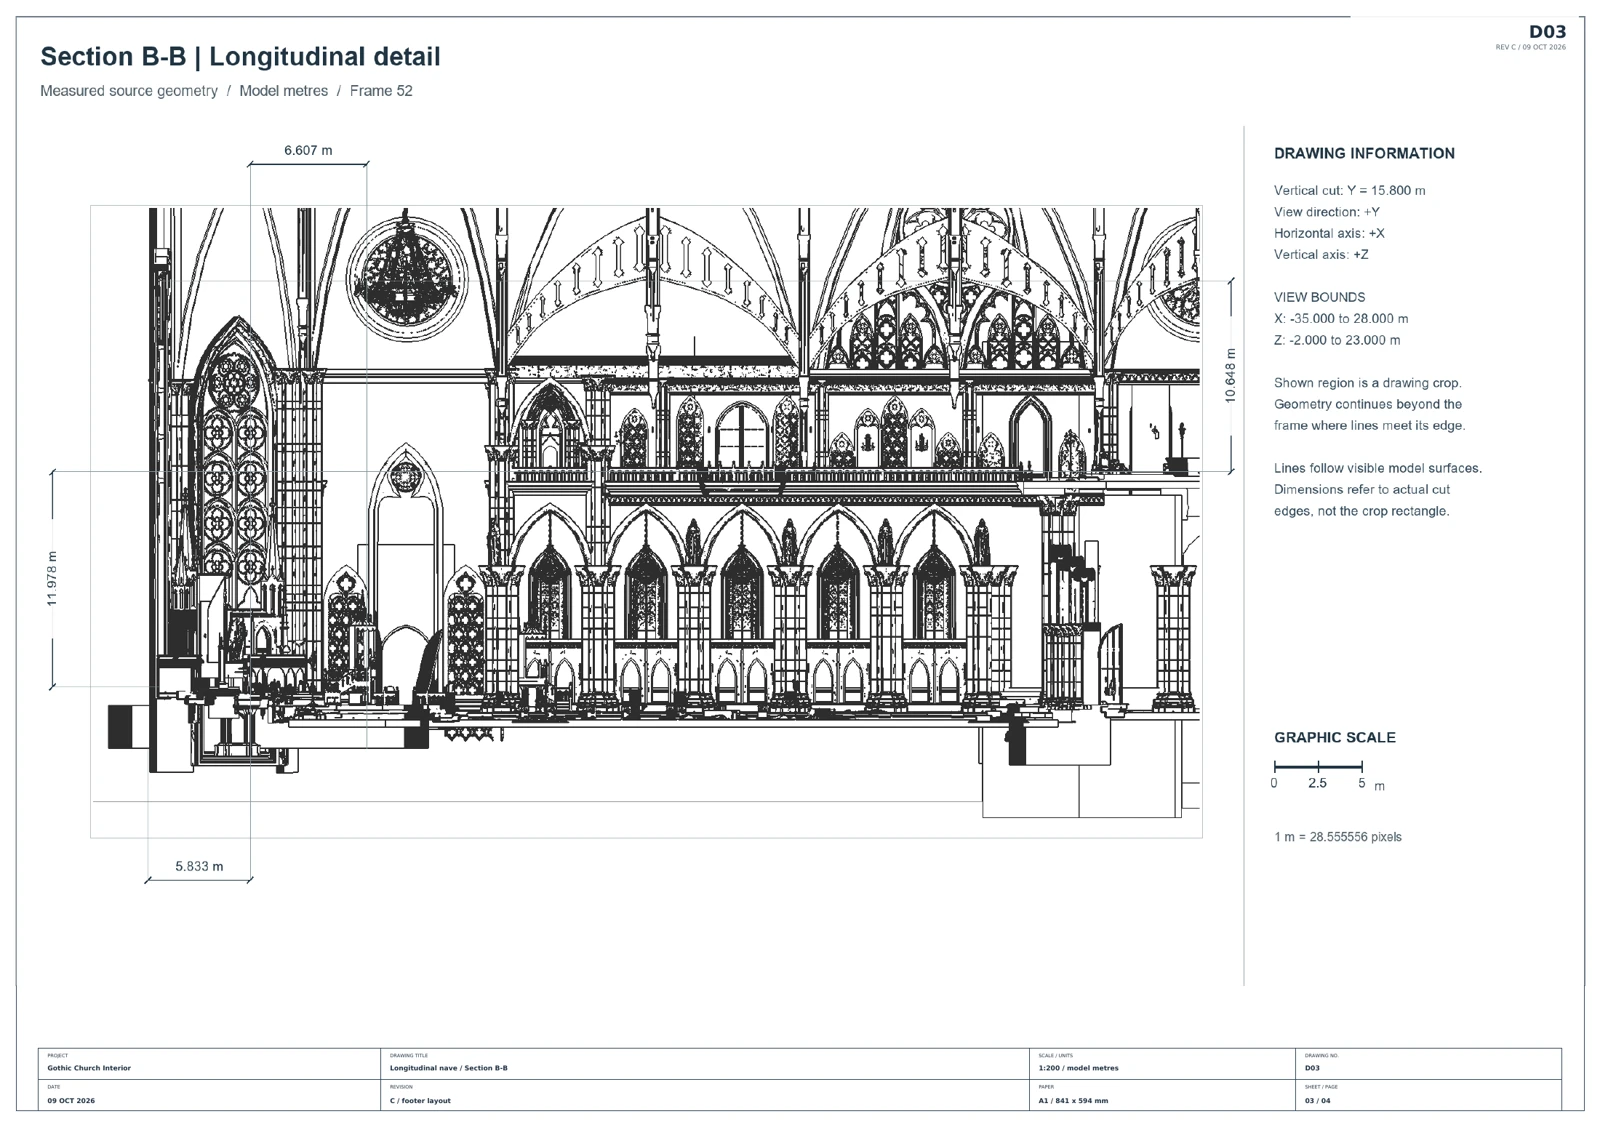 D03
REV C / 09 OCT 2026
Section B-B | Longitudinal detail
Measured source geometry / Model metres / Frame 52
6.607 m
11.978 m
10.648 m
5.833 m
DRAWING INFORMATION
Vertical cut: Y = 15.800 m
View direction: +Y
Horizontal axis: +X
Vertical axis: +Z
VIEW BOUNDS
X: -35.000 to 28.000 m
Z: -2.000 to 23.000 m
Shown region is a drawing crop.
Geometry continues beyond the
frame where lines meet its edge.
Lines follow visible model surfaces.
Dimensions refer to actual cut
edges, not the crop rectangle.
GRAPHIC SCALE
0 2.5 5 m
1 m = 28.555556 pixels
PROJECT
Gothic Church Interior
DRAWING TITLE
Longitudinal nave / Section B-B
SCALE / UNITS
1:200 / model metres
DRAWING NO.
D03
DATE
09 OCT 2026
REVISION
C / footer layout
PAPER
A1 / 841 x 594 mm
SHEET / PAGE
03 / 04